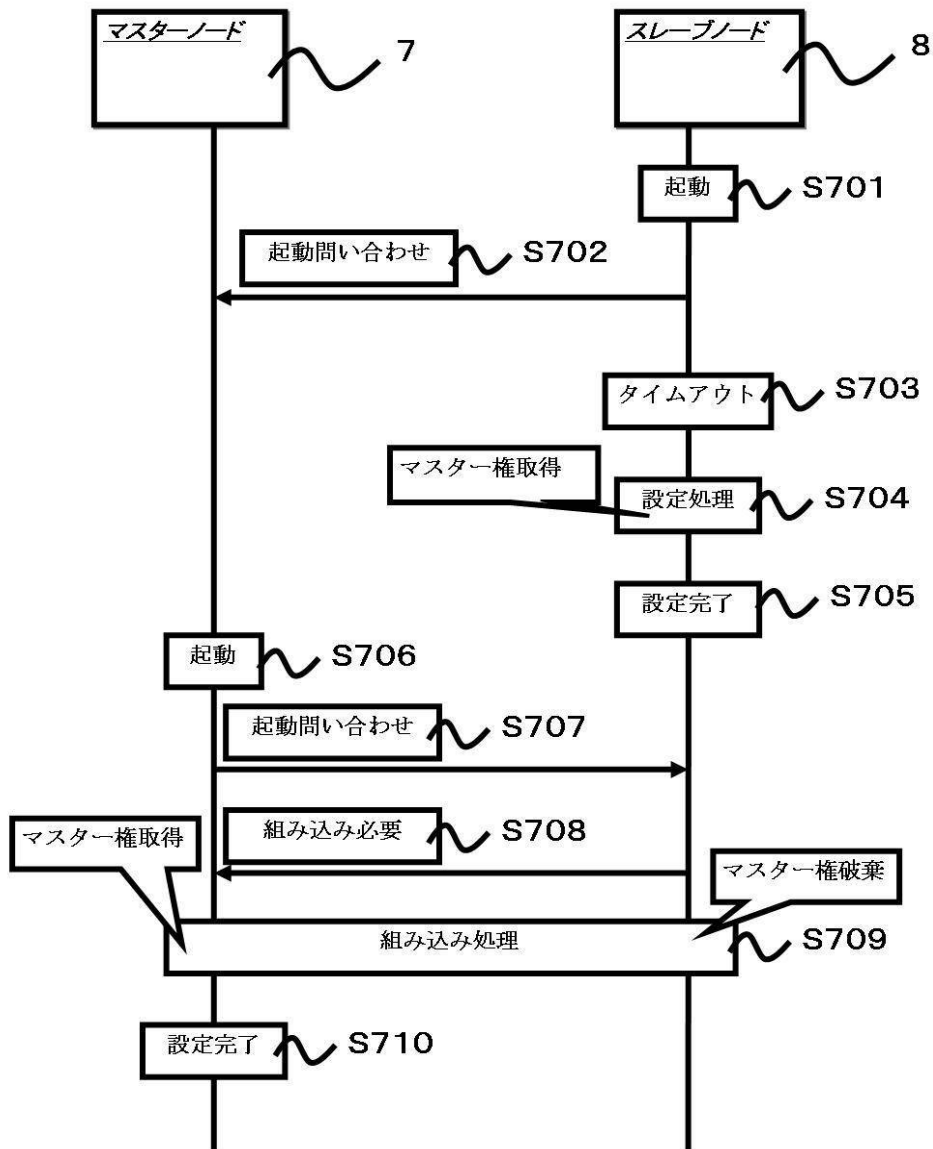 マスターノード
7
スレーブノード
8
起動
S701
起動問い合わせ
S702
タイムアウト
S703
マスター権取得
設定処理
S704
設定完了
S705
起動
S706
起動問い合わせ
S707
組み込み必要
S708
マスター権取得
マスター権破棄
組み込み処理
S709
設定完了
S710